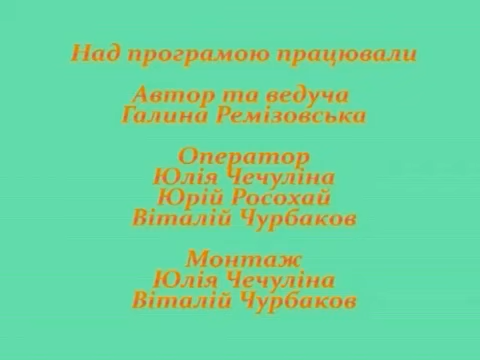 Над програмою працювали
Автор та ведуча
Галина Ремізовська
Оператор
Юлія Чечуліна
Юрій Росохай
Віталій Чурбаков
Монтаж
Юлія Чечуліна
Віталій Чурбаков